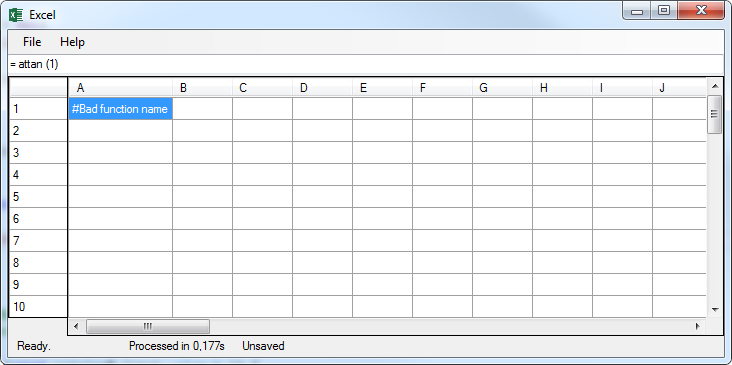 Excel
File Help
= attan (1)
A B C D E F G H I J
1 #Bad function name
2
3
4
5
6
7
8
9
10
Ready. Processed in 0,177s Unsaved